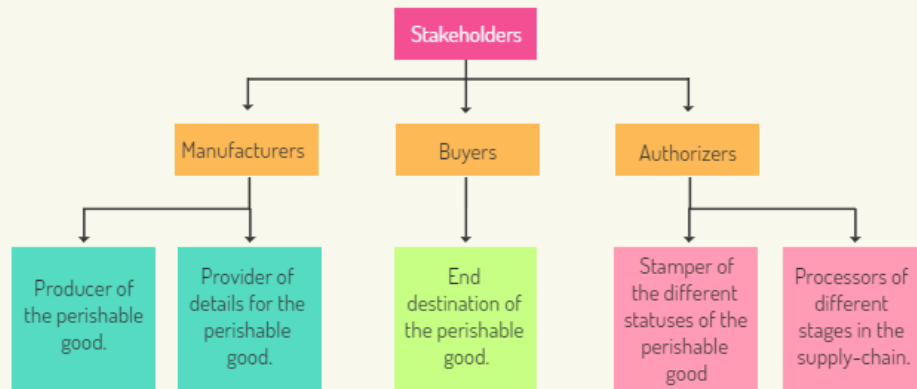 Stakeholders
Manufacturers
Buyers
Authorizers
Producer of
the perishable
good.
Provider of
details for the
perishable
good.
End
destination of
the perishable
good.
Stamper of
the different
statuses of the
perishable
good
Processors of
different
stages in the
supply-chain.